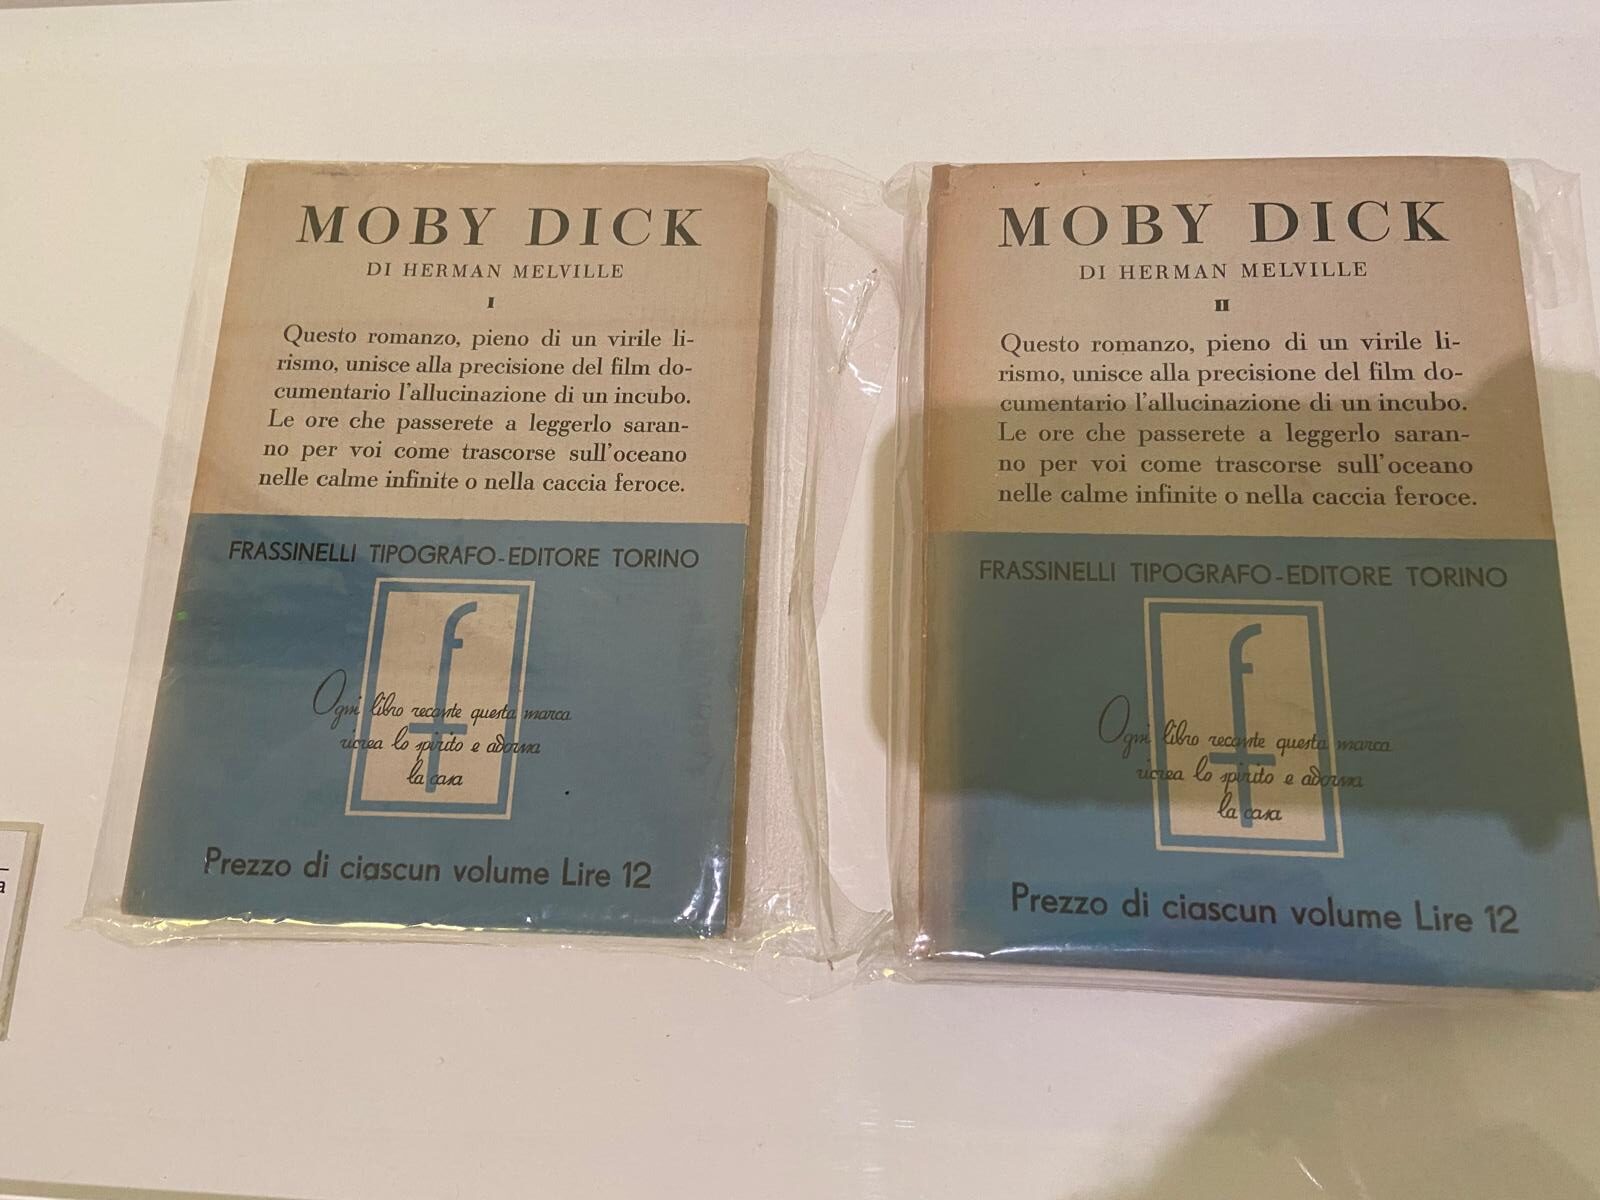 MOBY DICK
DI HERMAN MELVILLE
I
Questo romanzo, pieno di un virile li-
rismo, unisce alla precisione del film do-
cumentario l'allucinazione di un incubo.
Le ore che passerete a leggerlo saran-
no per voi come trascorse sull'oceano
nelle calme infinite o nella caccia feroce.
FRASSINELLI TIPOGRAFO-EDITORE TORINO
f
Ogni libro recante questa marca
ricrea lo spirito e adorna
la casa
Prezzo di ciascun volume Lire 12
MOBY DICK
DI HERMAN MELVILLE
II
Questo romanzo, pieno di un virile li-
rismo, unisce alla precisione del film do-
cumentario l'allucinazione di un incubo.
Le ore che passerete a leggerlo saran-
no per voi come trascorse sull'oceano
nelle calme infinite o nella caccia feroce.
FRASSINELLI TIPOGRAFO-EDITORE TORINO
f
Ogni libro recante questa marca
ricrea lo spirito e adorna
la casa
Prezzo di ciascun volume Lire 12